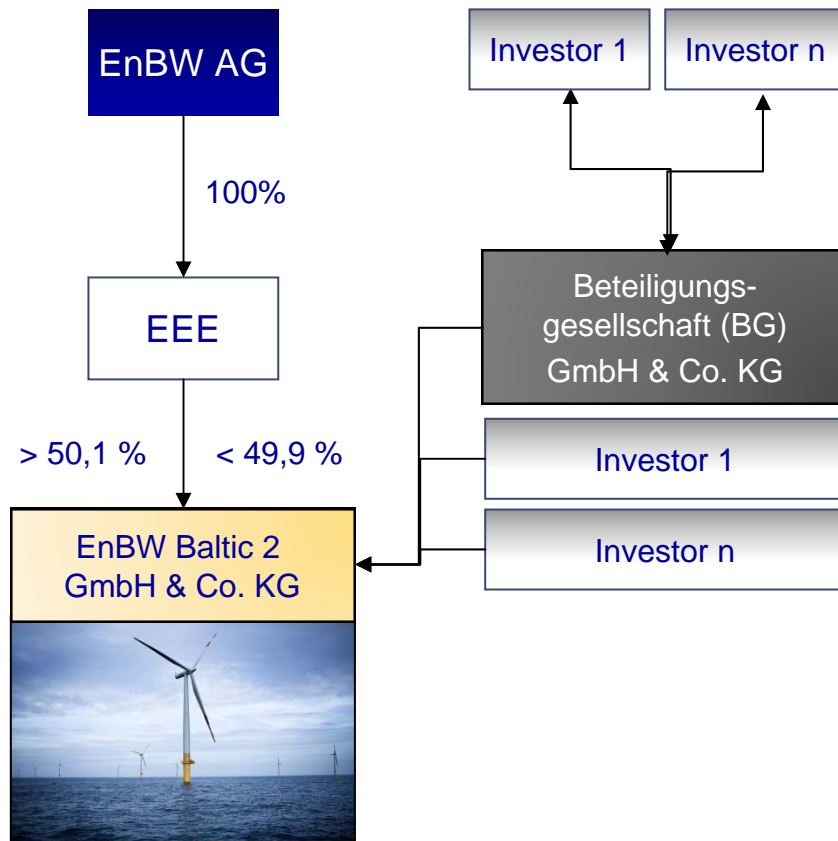 EnBW AG
Investor 1
Investor n
100%
Beteiligungs-
gesellschaft (BG)
GmbH & Co. KG
EEE
> 50,1 %
< 49,9 %
Investor 1
Investor n
EnBW Baltic 2
GmbH & Co. KG